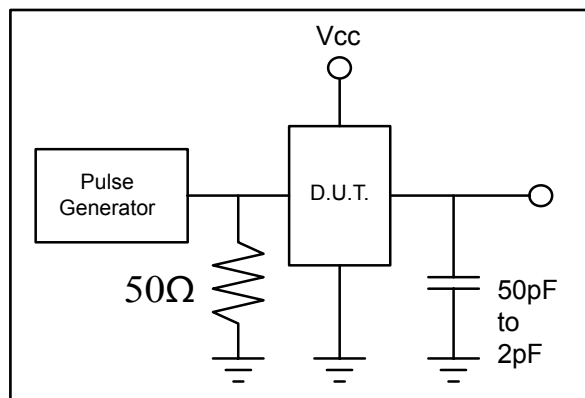 Vcc
Pulse
Generator
D.U.T.
50Ω
50pF
to
2pF